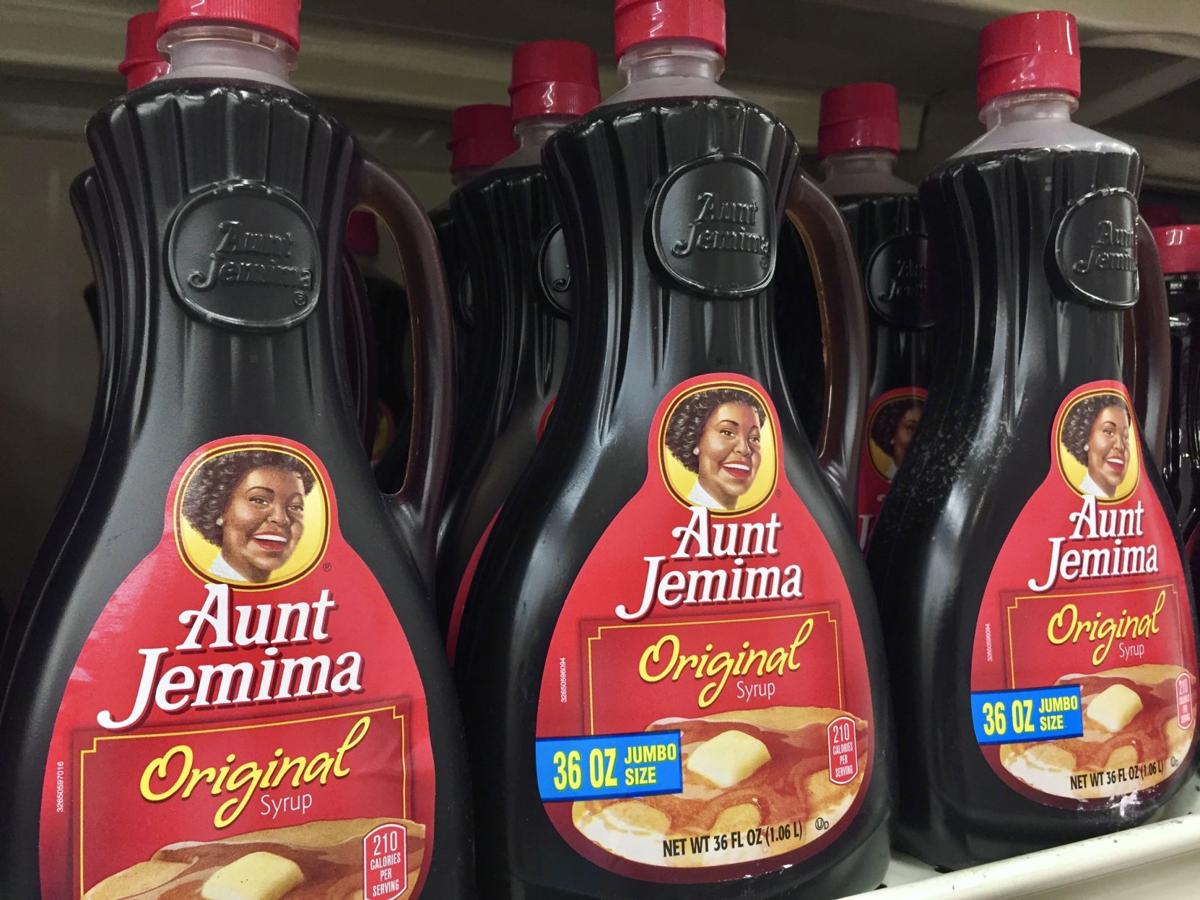 Aunt
Jemima
®
®
Aunt
Jemima
Original
Syrup
210
CALORIES
PER
SERVING
32650597016
Aunt
Jemima
Aunt
Jemima
Original
Syrup
36 OZ JUMBO
SIZE
210
CALORIES
PER
SERVING
NET WT 36 FL OZ (1.06 L)
Aunt
Jemima
Aunt
Jemima
Original
Syrup
36 OZ JUMBO
SIZE
210
NET WT 36 FL OZ (1.06 L)